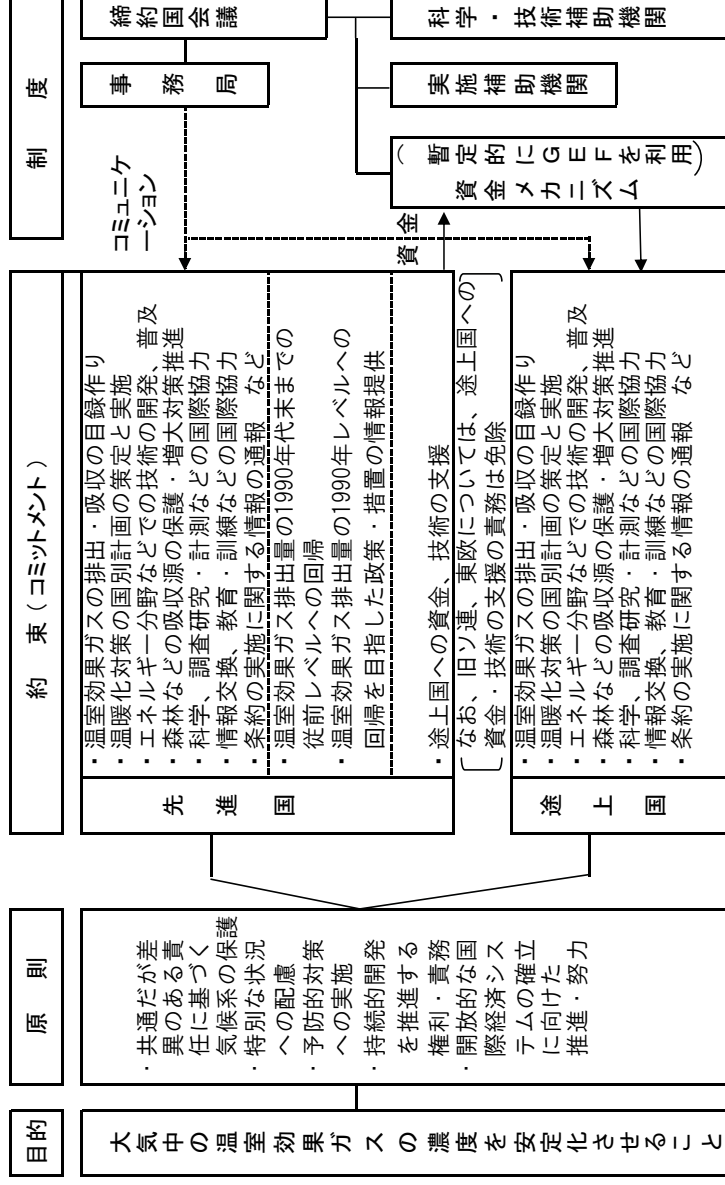 目的
大気中の温室効果ガスの濃度を安定化させること
原則
・共通だが差
異のある責
任に基づく
気候系の保護
・特別な状況
への配慮
・予防的対策
への実施
・持続的開発
を推進する
権利・責務
・開放的な国
際経済シス
テムの確立
に向けた
推進・努力
約束(コミットメント)
先進国
・温室効果ガスの排出・吸収の目録作り
・温暖化対策の国別計画の策定と実施
・エネルギー分野などでの技術の開発、普及
・森林などの吸収源の保護・増大対策推進
・科学、調査研究・計測などの国際協力
・情報交換、教育・訓練などの国際協力
・条約の実施に関する情報の通報 など
・温室効果ガス排出量の1990年代末までの
従前レベルへの回帰
・温室効果ガス排出量の1990年レベルへの
回帰を目指した政策・措置の情報提供
・途上国への資金、技術の支援
なお、旧ソ連、東欧については、途上国への
資金・技術の支援の責務は免除
途上国
・温室効果ガスの排出・吸収の目録作り
・温暖化対策の国別計画の策定と実施
・エネルギー分野などでの技術の開発、普及
・森林などの吸収源の保護・増大対策推進
・科学、調査研究・計測などの国際協力
・情報交換、教育・訓練などの国際協力
・条約の実施に関する情報の通報 など
制度
締約国会議
事務局
コミュニケ
ーション
資金
科学・技術補助機関
実施補助機関
(暫定的にGEFを利用)
資金メカニズム